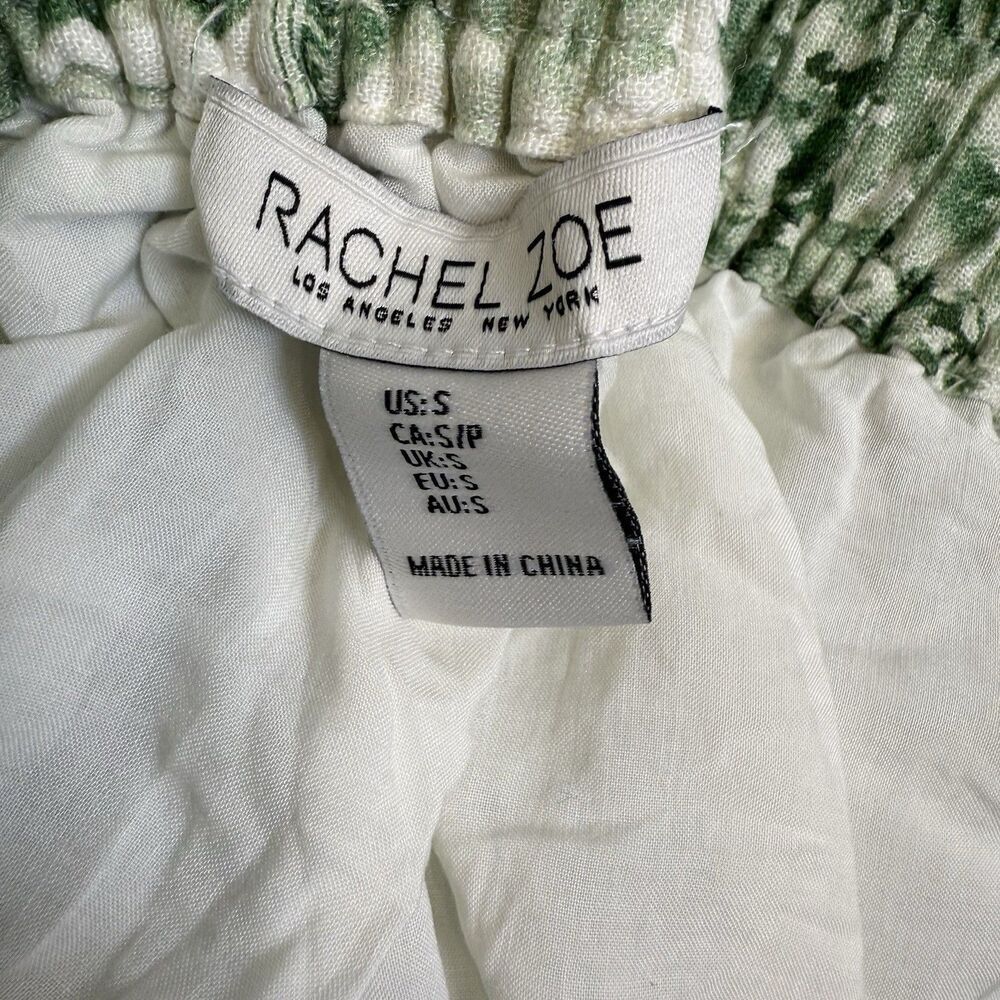 RACHEL ZOE
LOS ANGELES NEW YORK
US:S
CA:S/P
UK:S
EU:S
AU:S
MADE IN CHINA